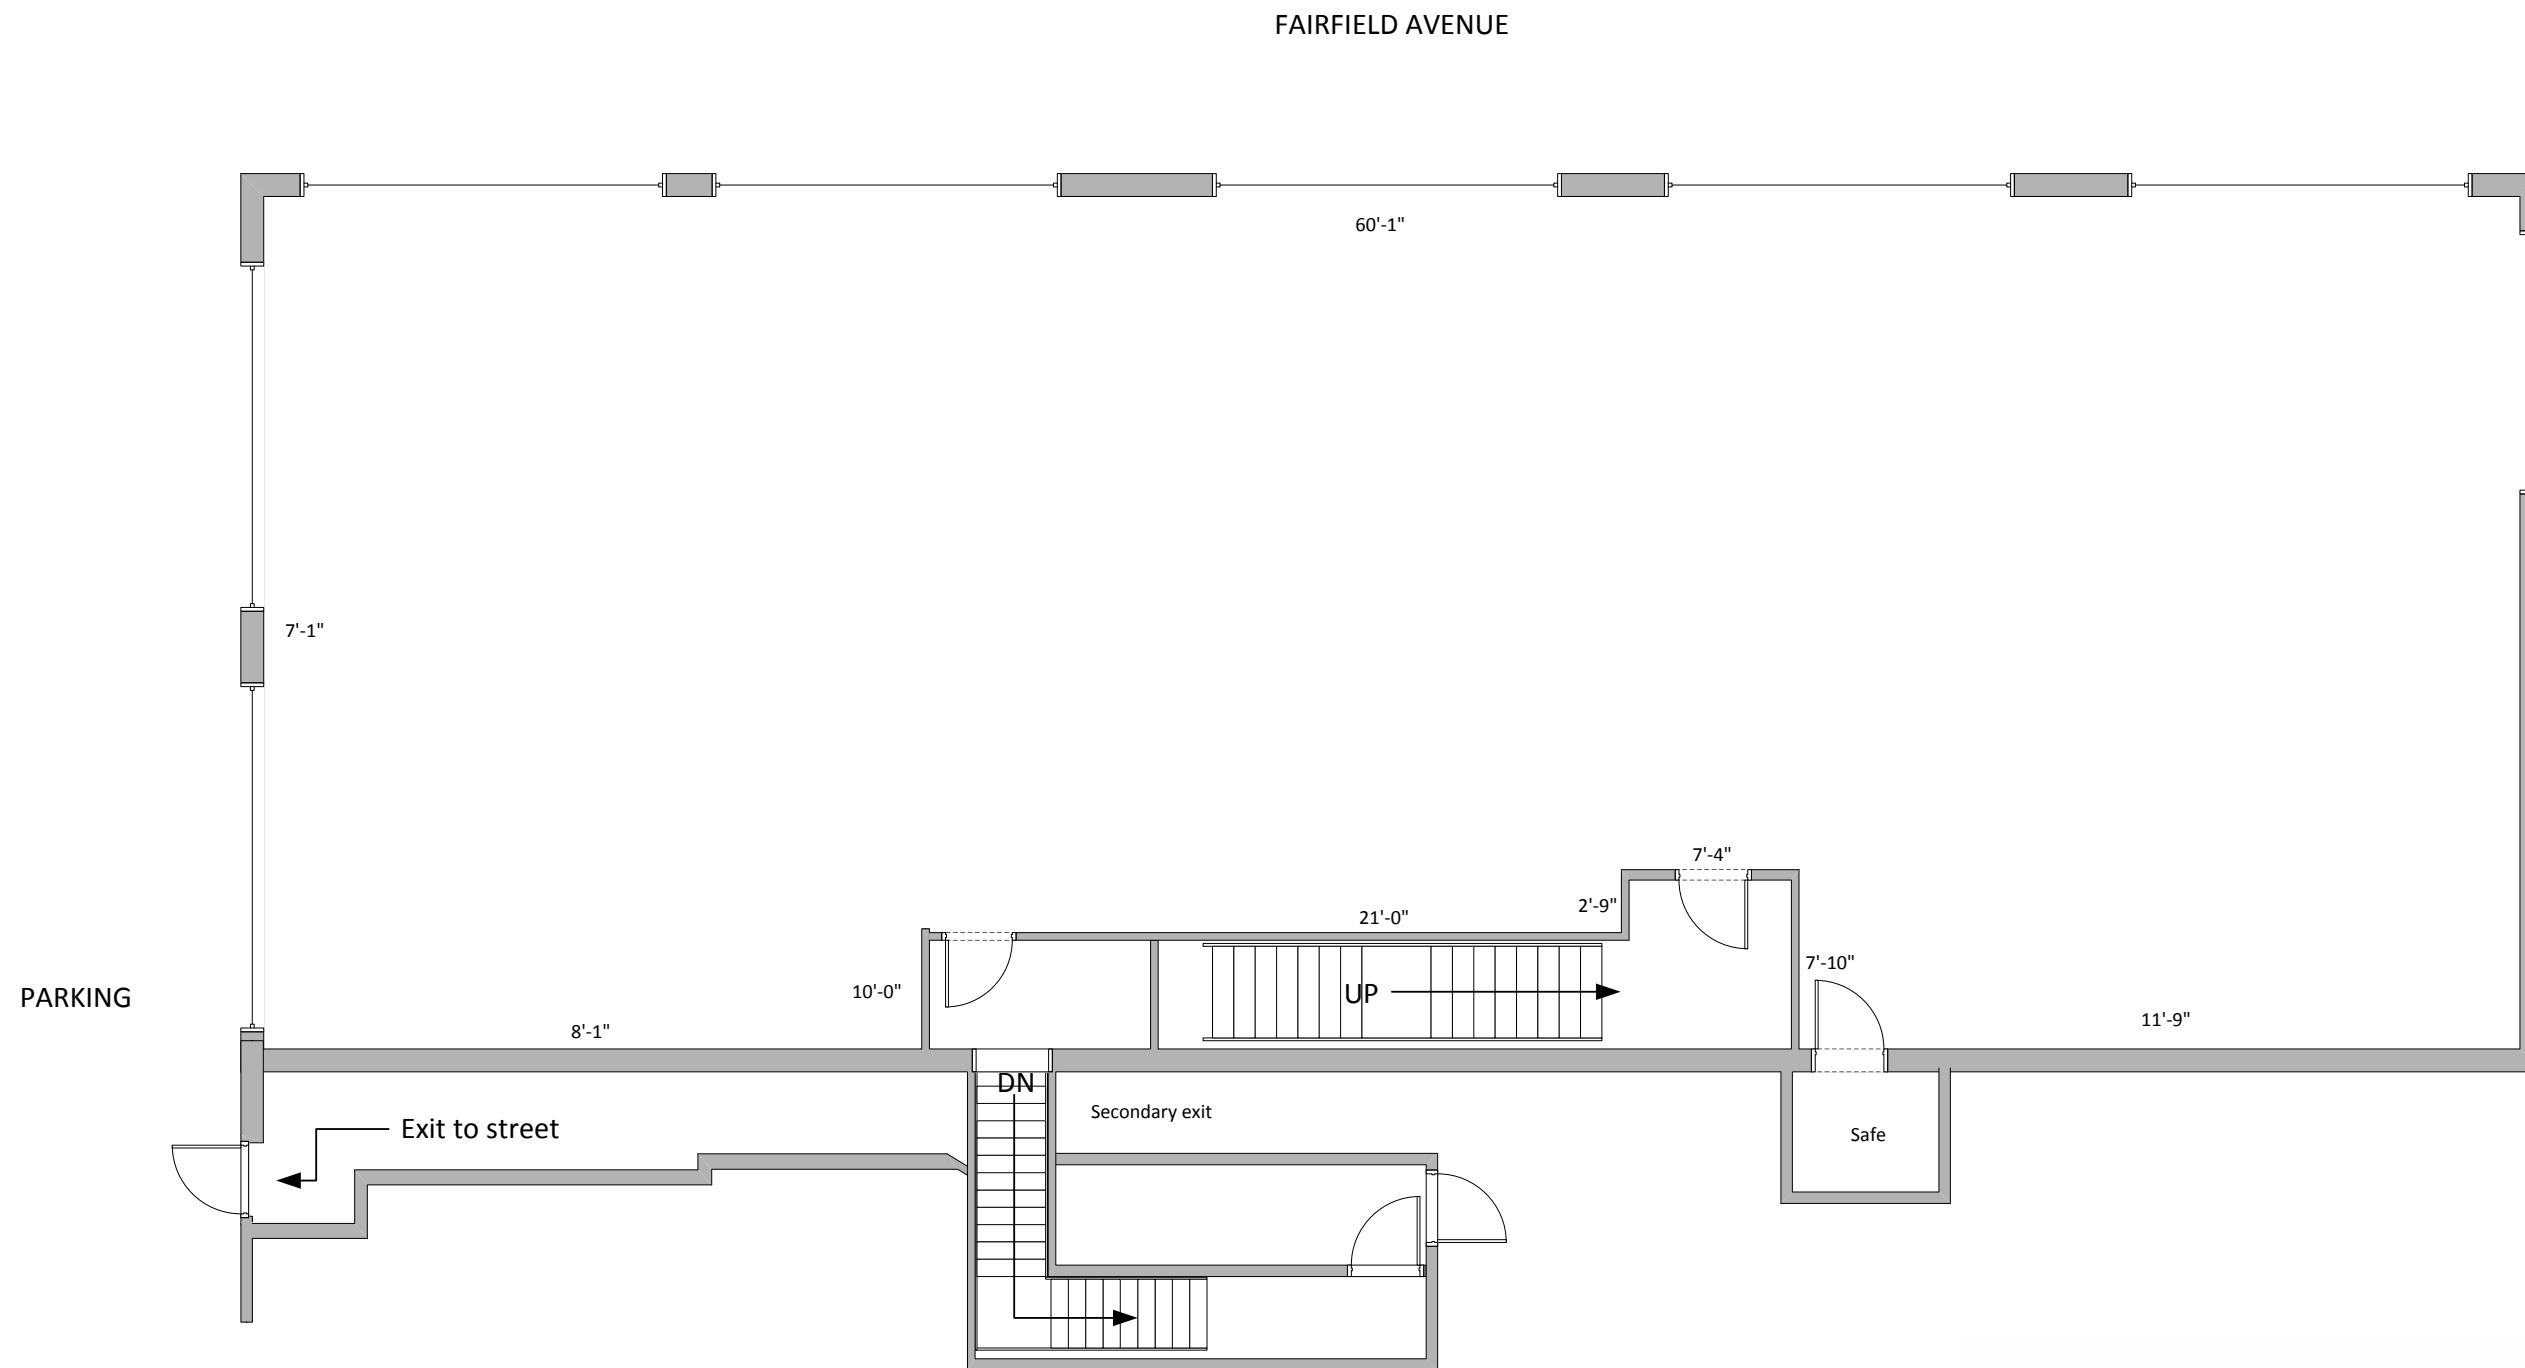 FAIRFIELD AVENUE
60'-1"
7'-1"
7'-4"
2'-9"
21'-0"
7'-10"
10'-0"
UP
PARKING
11'-9"
8'-1"
DN
Secondary exit
Exit to street
Safe